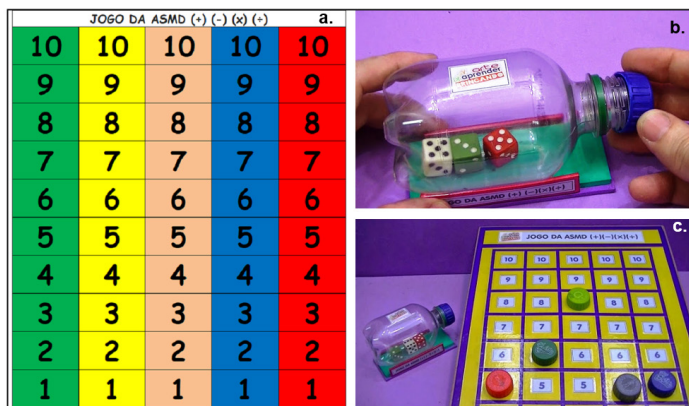 JOGO DA ASMD (+) (-) (x) (÷)
a.
10 10 10 10 10
9 9 9 9 9
8 8 8 8 8
7 7 7 7 7
6 6 6 6 6
5 5 5 5 5
4 4 4 4 4
3 3 3 3 3
2 2 2 2 2
1 1 1 1 1
b.
arte
aprender
JOGO DA ASMD (+) (-) (x) (÷)
c.
JOGO DA ASMD (+) (-) (x) (÷)
10 10 10 10 10
9 9 9 9 9
8 8 8 8
7 7 7 7 7
6 6 6 6
5 5